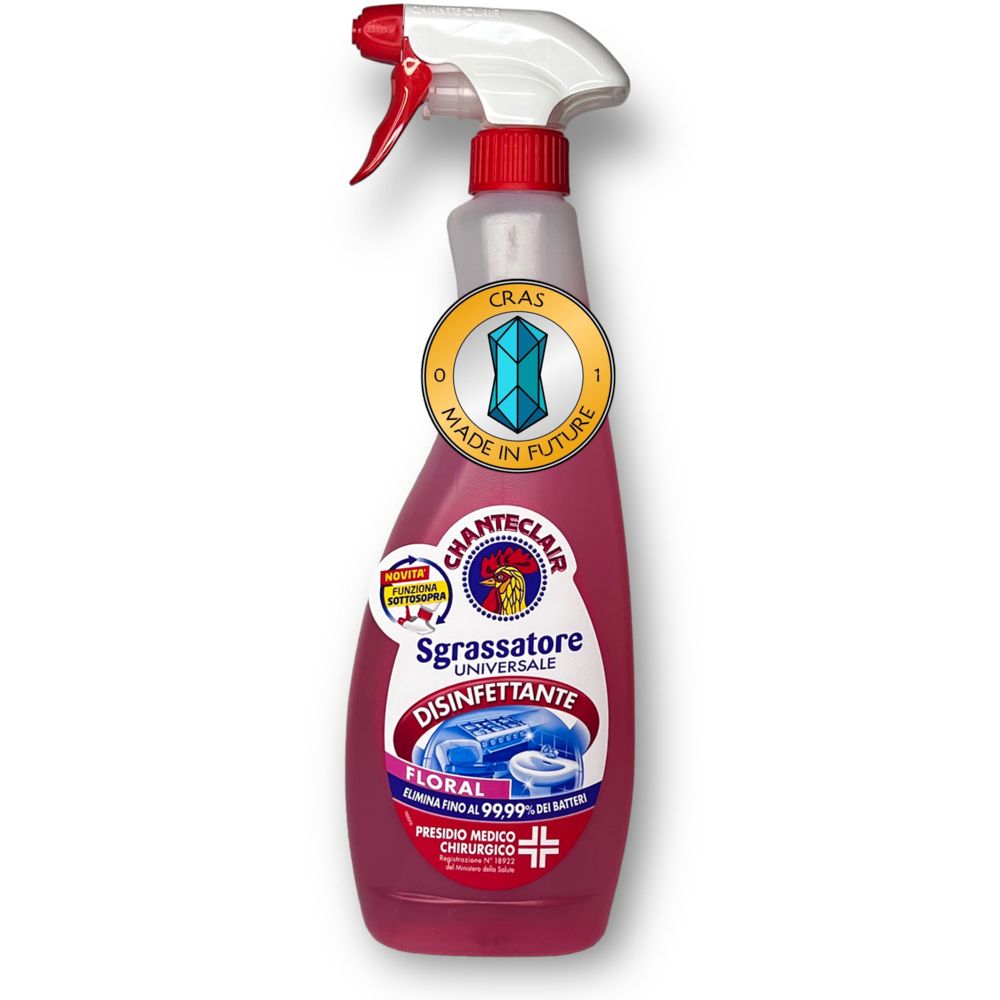 CHANTECLAIR
CRAS
0 1
MADE IN FUTURE
CHANTECLAIR
NOVITA'
FUNZIONA
SOTTOSOPRA
Sgrassatore
UNIVERSALE
DISINFETTANTE
FLORAL
ELIMINA FINO AL 99,99% DEI BATTERI
PRESIDIO MEDICO
CHIRURGICO
Registrazione N° 18922
del Ministero della Salute